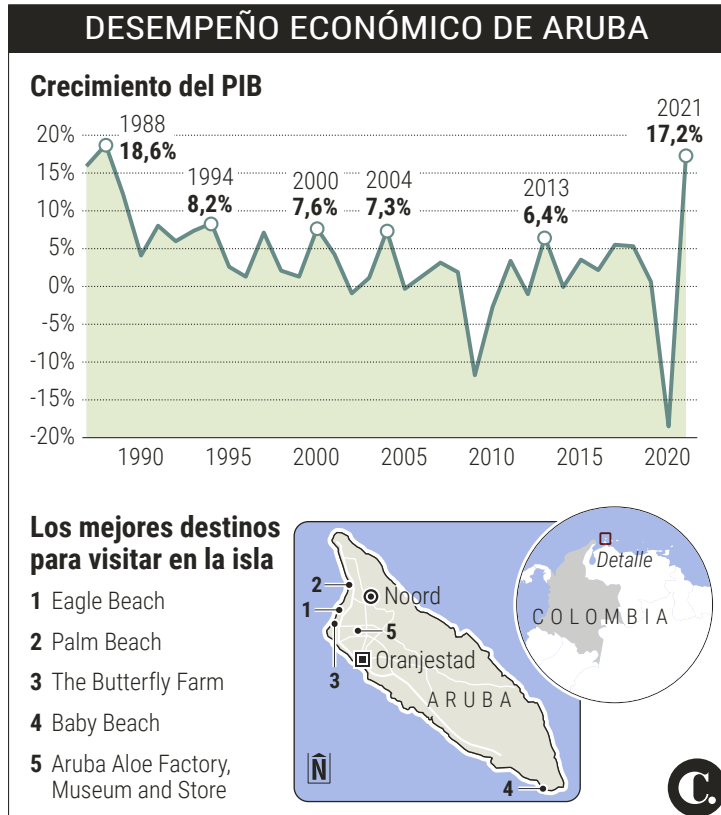 DESEMPEÑO ECONÓMICO DE ARUBA
Crecimiento del PIB
20%
15%
10%
5%
0%
-5%
-10%
-15%
-20%
1988
18,6%
1994
8,2%
2000
7,6%
2004
7,3%
2013
6,4%
2021
17,2%
1990 1995 2000 2005 2010 2015 2020
Los mejores destinos
para visitar en la isla
1 Eagle Beach
2 Palm Beach
3 The Butterfly Farm
4 Baby Beach
5 Aruba Aloe Factory,
Museum and Store
2
Noord
1
5
Oranjestad
3
ARUBA
N
4
Detalle
COLOMBIA
C.